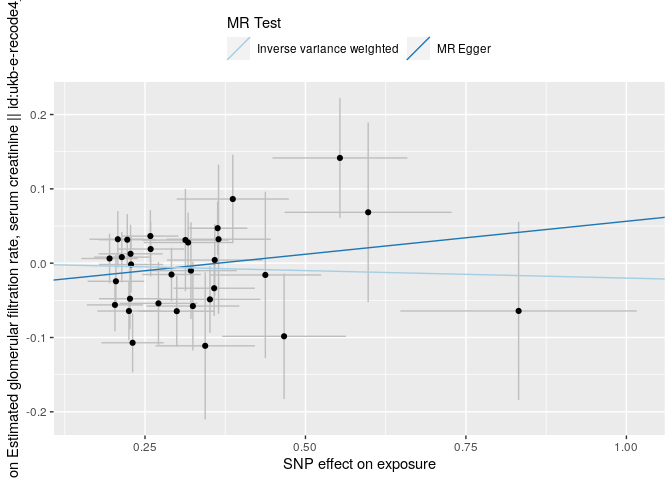 MR Test
Inverse variance weighted
MR Egger
on Estimated glomerular filtration rate, serum creatinine || id:ukb-e-recode4
0.2
0.1
0.0
-0.1
-0.2
0.25
0.50
0.75
1.00
SNP effect on exposure